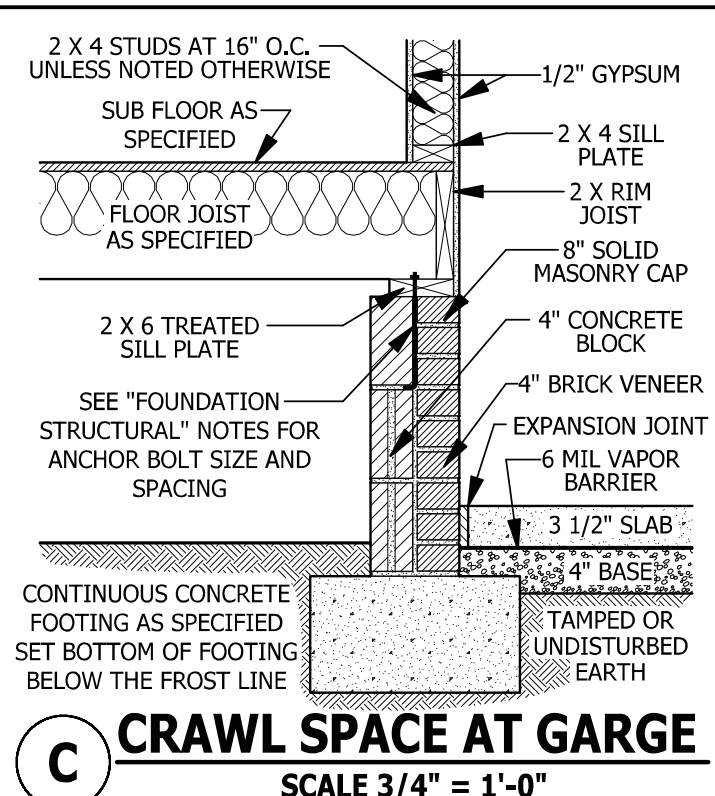 2 X 4 STUDS AT 16" O.C.
UNLESS NOTED OTHERWISE
SUB FLOOR AS
SPECIFIED
FLOOR JOIST
AS SPECIFIED
2 X 6 TREATED
SILL PLATE
SEE "FOUNDATION
STRUCTURAL" NOTES FOR
ANCHOR BOLT SIZE AND
SPACING
CONTINUOUS CONCRETE
FOOTING AS SPECIFIED
SET BOTTOM OF FOOTING
BELOW THE FROST LINE
1/2" GYPSUM
2 X 4 SILL
PLATE
2 X RIM
JOIST
8" SOLID
MASONRY CAP
4" CONCRETE
BLOCK
4" BRICK VENEER
EXPANSION JOINT
6 MIL VAPOR
BARRIER
3 1/2" SLAB
4" BASE
TAMPED OR
UNDISTURBED
EARTH
C
CRAWL SPACE AT GARGE
SCALE 3/4" = 1'-0"